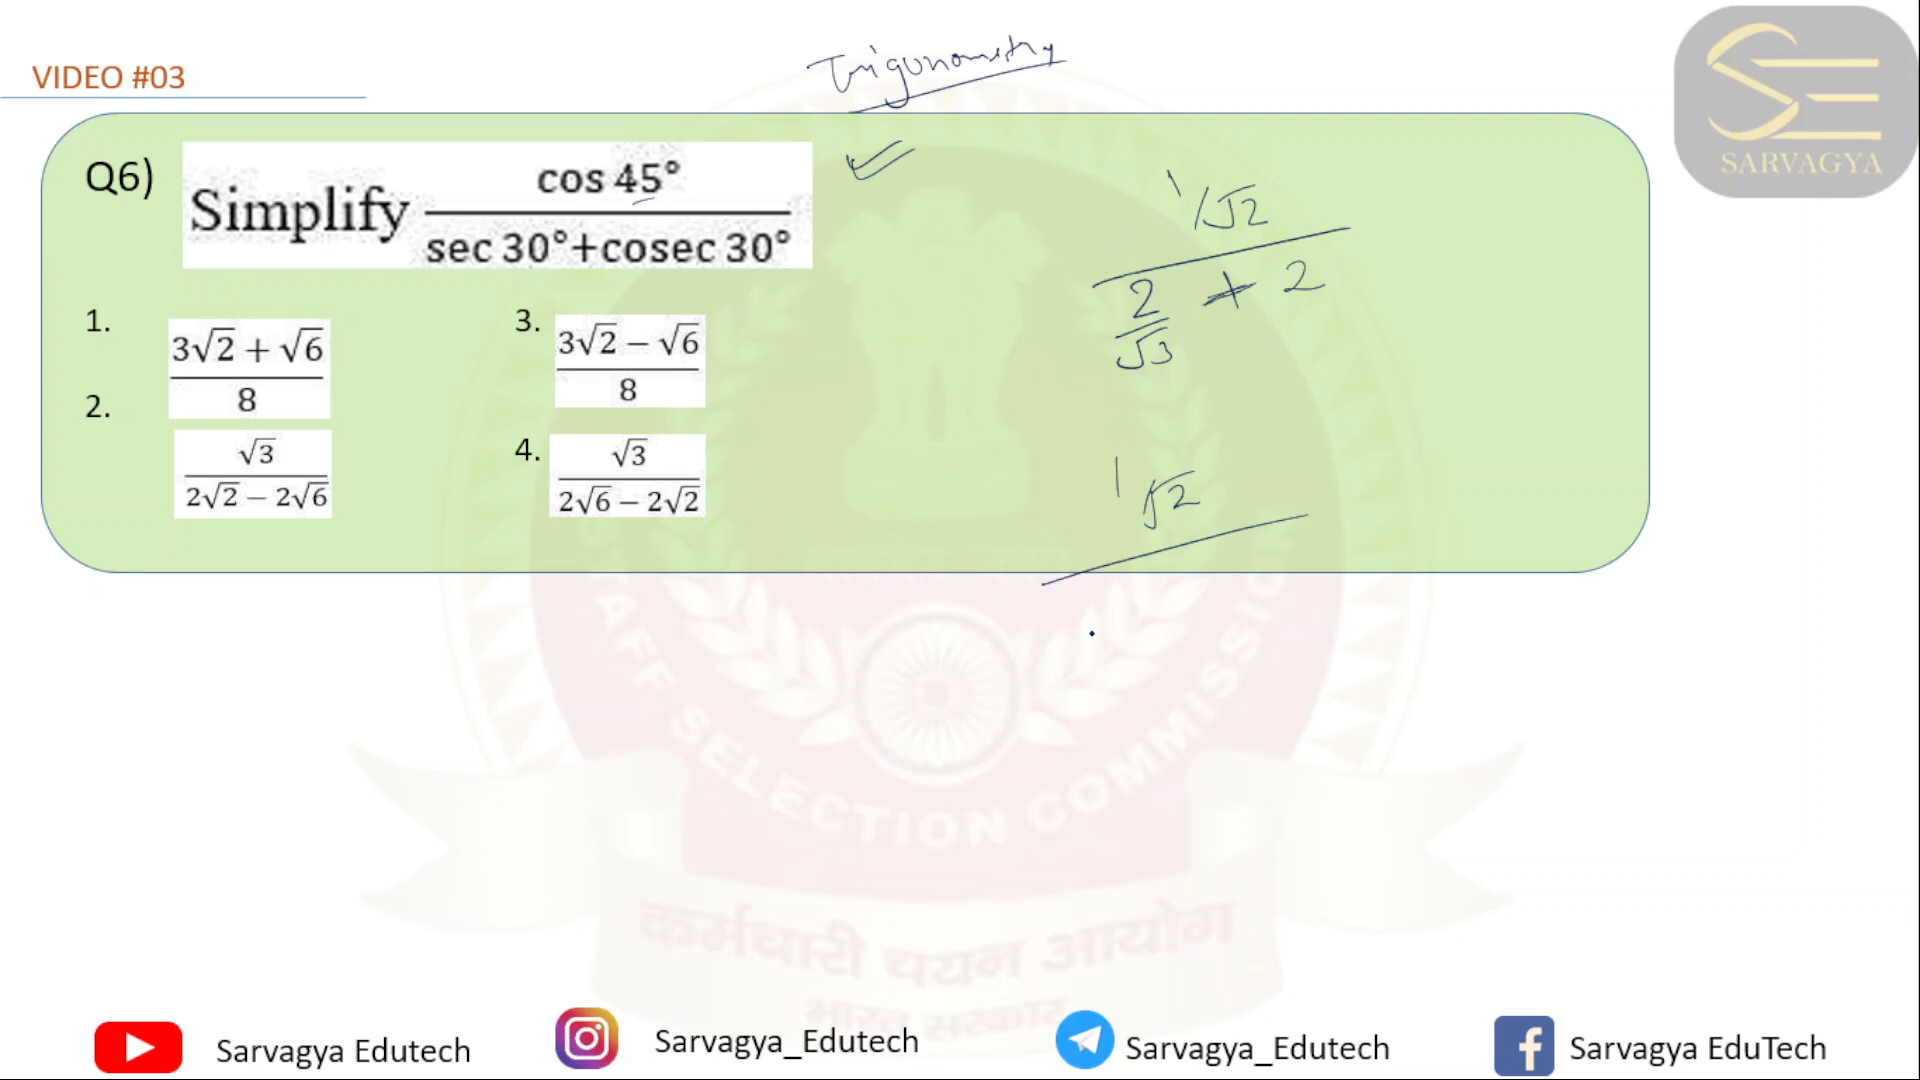 Trigonometry
VIDEO #03
SARVAGYA
Q6) Simplify cos 45° / sec 30°+cosec 30°
1. 3√2 + √6 / 8
2. √3 / 2√2 − 2√6
3. 3√2 − √6 / 8
4. √3 / 2√6 − 2√2
1/√2
2/√3 + 2
1 √2
STAFF SELECTION COMMISSION
कर्मचारी चयन आयोग
भारत सरकार
Sarvagya Edutech
Sarvagya_Edutech
Sarvagya_Edutech
Sarvagya EduTech